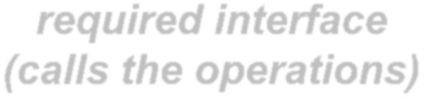 required interface
(calls the operations)